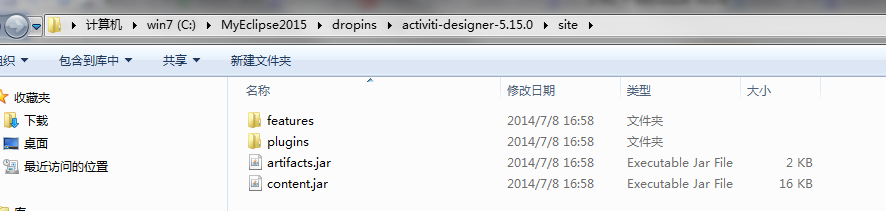 计算机 ▸ win7 (C:) ▸ MyEclipse2015 ▸ dropins ▸ activiti-designer-5.15.0 ▸ site ▸
组织 包含到库中 共享 新建文件夹
名称 修改日期 类型 大小
收藏夹
下载
桌面
最近访问的位置
库
features 2014/7/8 16:58 文件夹
plugins 2014/7/8 16:58 文件夹
artifacts.jar 2014/7/8 16:58 Executable Jar File 2 KB
content.jar 2014/7/8 16:58 Executable Jar File 16 KB